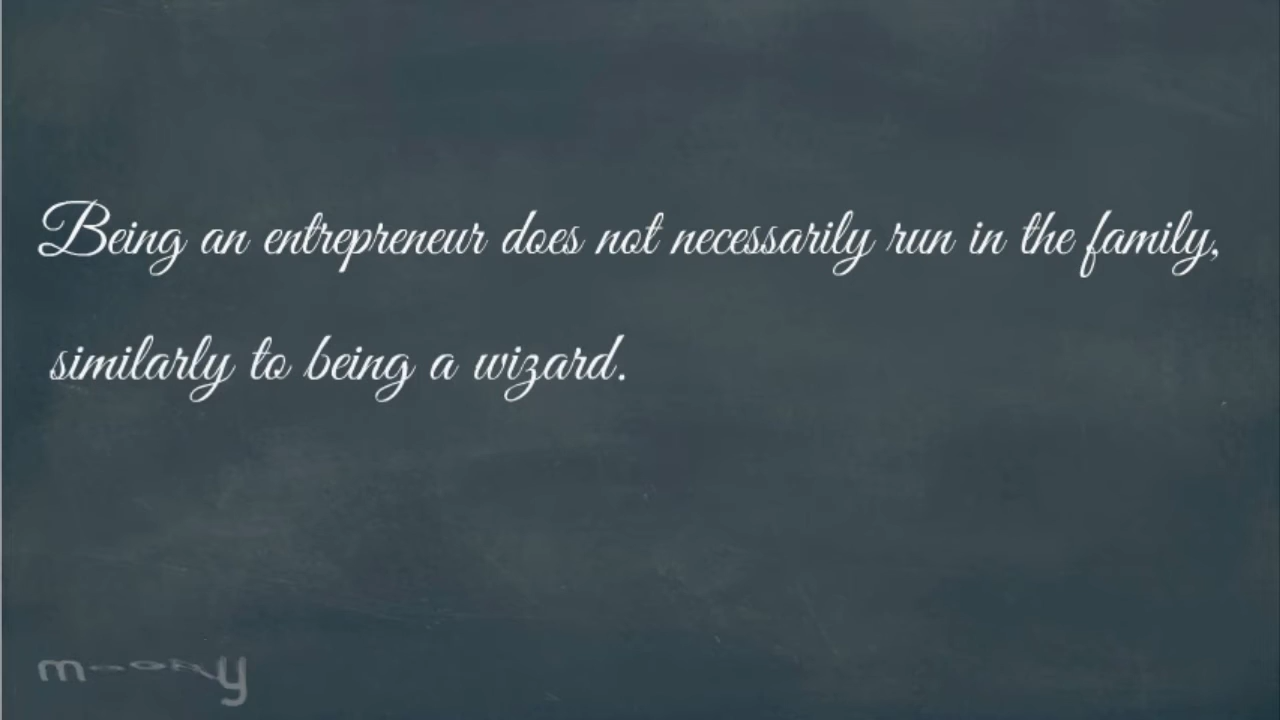 Being an entrepreneur does not necessarily run in the family,
similarly to being a wizard.